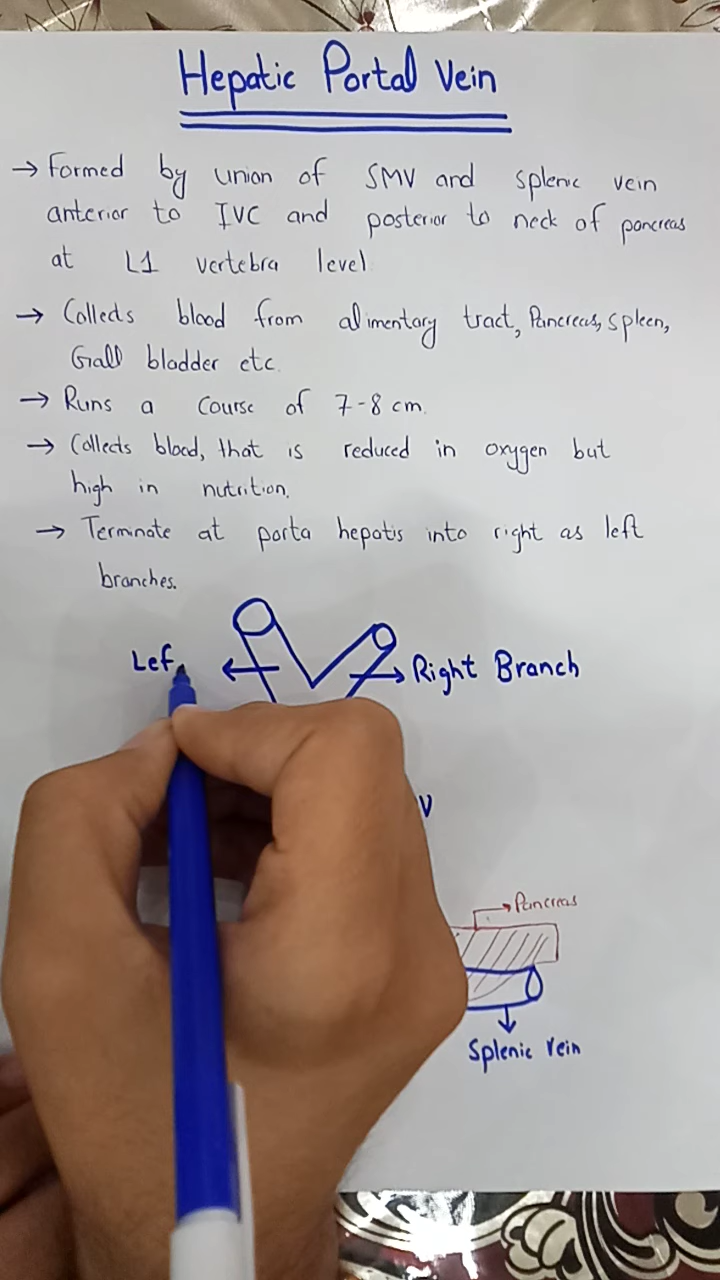 Hepatic Portal Vein
→ Formed by union of SMV and splenic vein
anterior to IVC and posterior to neck of pancreas
at L1 vertebra level
→ Collects blood from alimentary tract, Pancreas, Spleen,
Gall bladder etc.
→ Runs a course of 7-8 cm.
→ Collects blood, that is reduced in oxygen but
high in nutrition.
→ Terminate at porta hepatis into right as left
branches.
Lef
Right Branch
V
Pancreas
Splenic vein